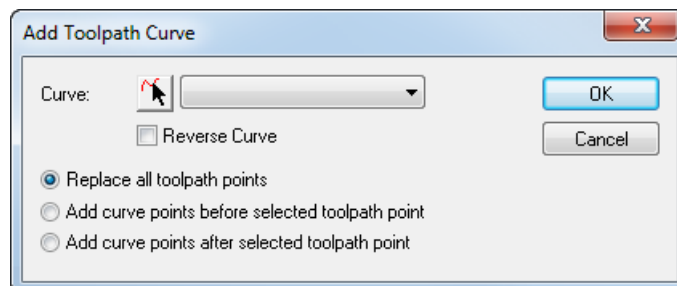 Add Toolpath Curve
Curve:
OK
Reverse Curve
Cancel
Replace all toolpath points
Add curve points before selected toolpath point
Add curve points after selected toolpath point